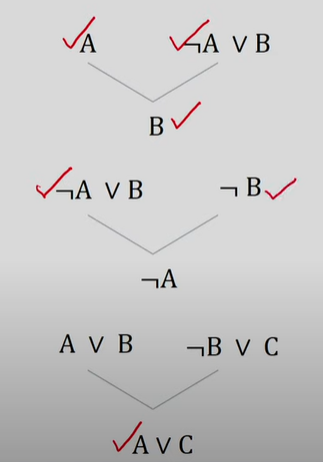 A ¬A ∨ B
B
¬A ∨ B ¬ B
¬A
A ∨ B ¬B ∨ C
A ∨ C